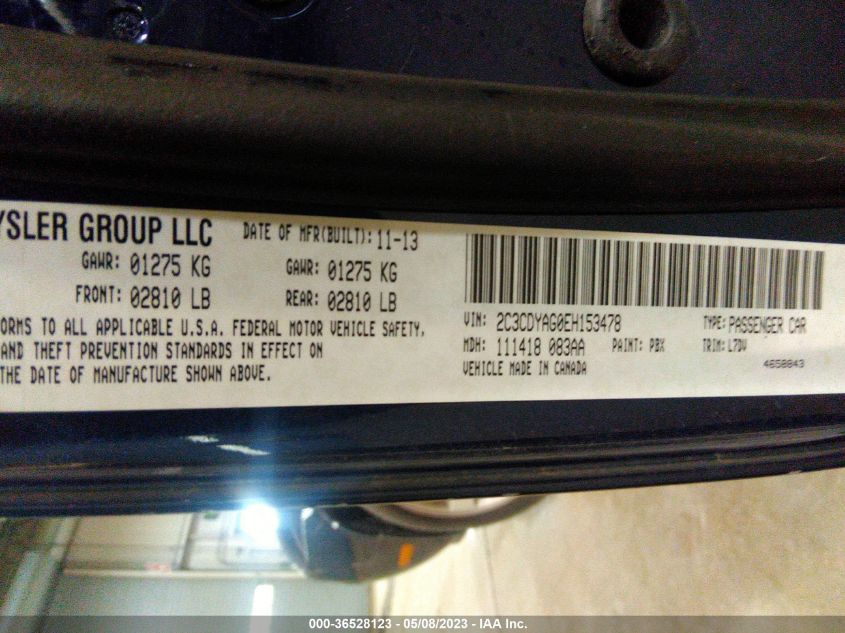 YSLER GROUP LLC DATE OF MFR(BUILT): 11-13
GAWR: 01275 KG GAWR: 01275 KG
FRONT: 02810 LB REAR: 02810 LB
ORMS TO ALL APPLICABLE U.S.A. FEDERAL MOTOR VEHICLE SAFETY,
AND THEFT PREVENTION STANDARDS IN EFFECT ON
THE DATE OF MANUFACTURE SHOWN ABOVE.
VIN: 2C3CDYAG0EH153478 TYPE: PASSENGER CAR
MDH: 111418 083AA PAINT: PBX TRIM: L7DV
VEHICLE MADE IN CANADA 4658843
000-36528123 - 05/08/2023 - IAA Inc.